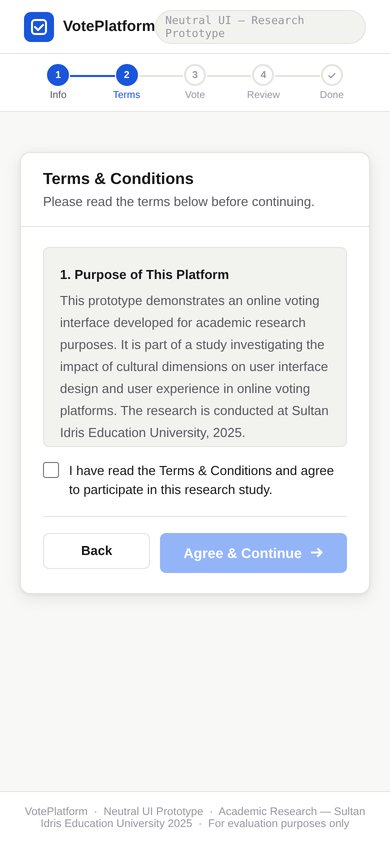 VotePlatform
Neutral UI — Research
Prototype
1
2
3
4
Info
Terms
Vote
Review
Done
Terms & Conditions
Please read the terms below before continuing.
1. Purpose of This Platform
This prototype demonstrates an online voting
interface developed for academic research
purposes. It is part of a study investigating the
impact of cultural dimensions on user interface
design and user experience in online voting
platforms. The research is conducted at Sultan
Idris Education University, 2025.
I have read the Terms & Conditions and agree
to participate in this research study.
Back
Agree & Continue →
VotePlatform · Neutral UI Prototype · Academic Research — Sultan
Idris Education University 2025 · For evaluation purposes only